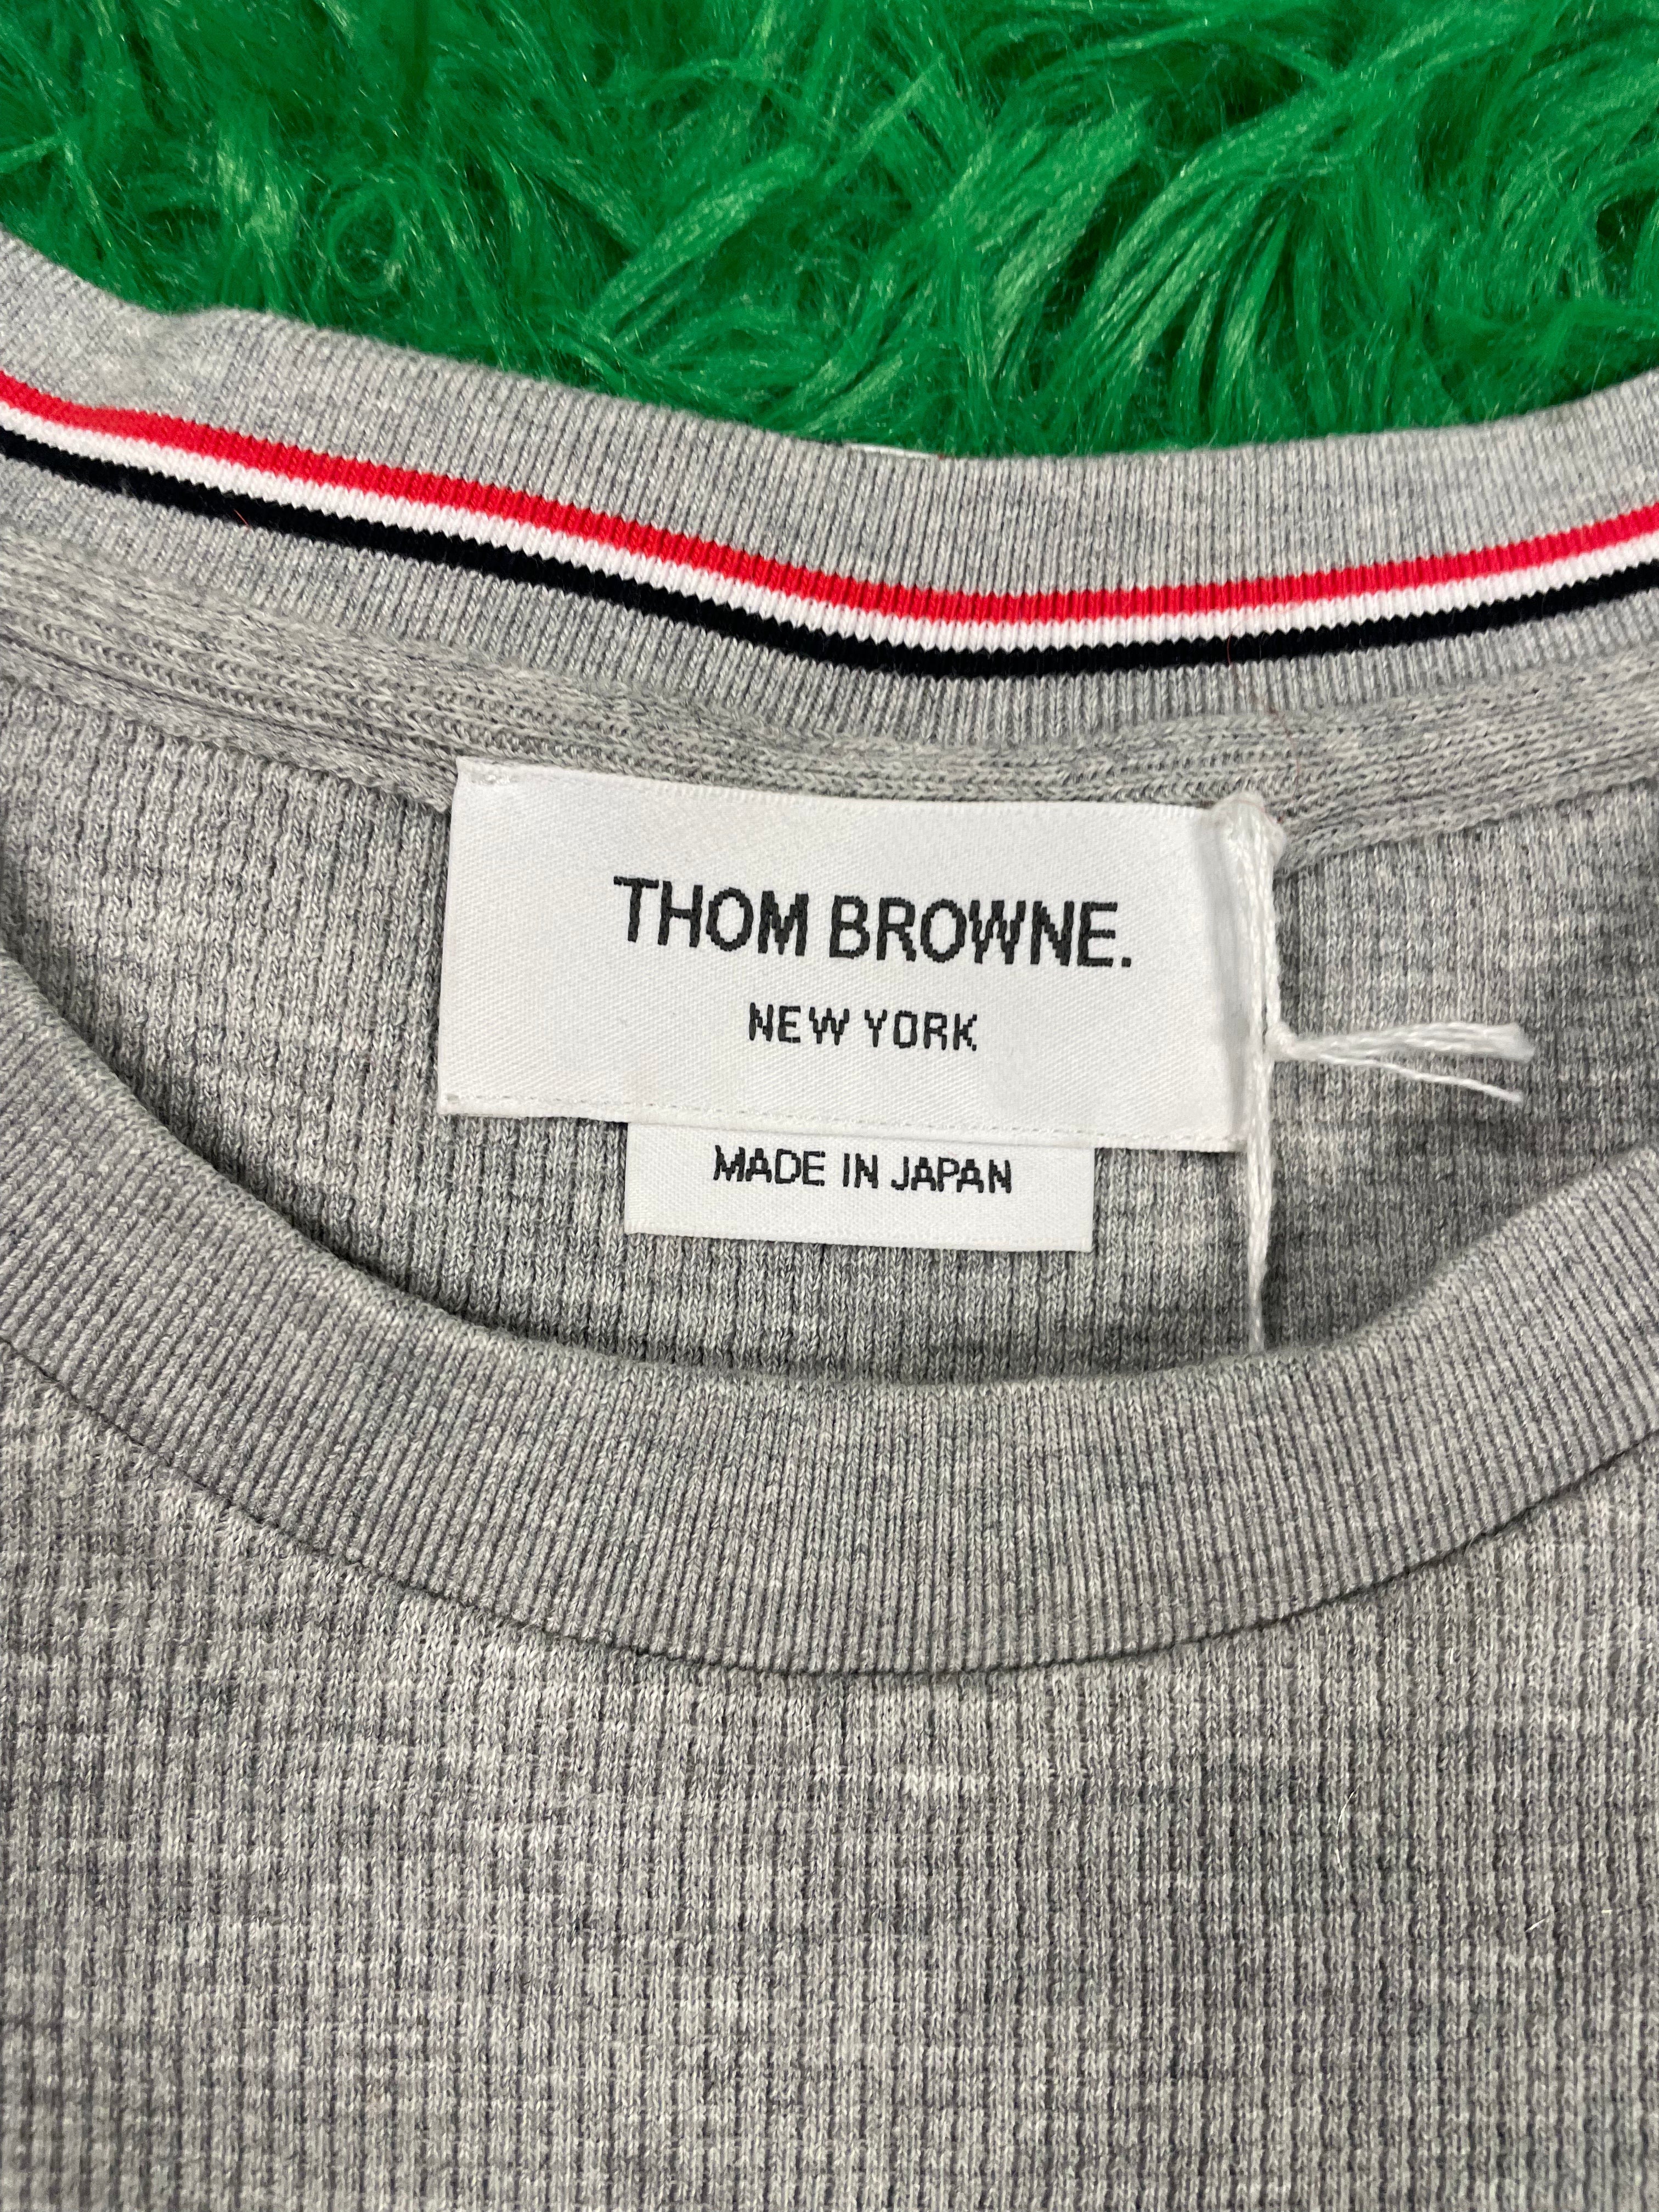 THOM BROWNE.
NEW YORK
MADE IN JAPAN